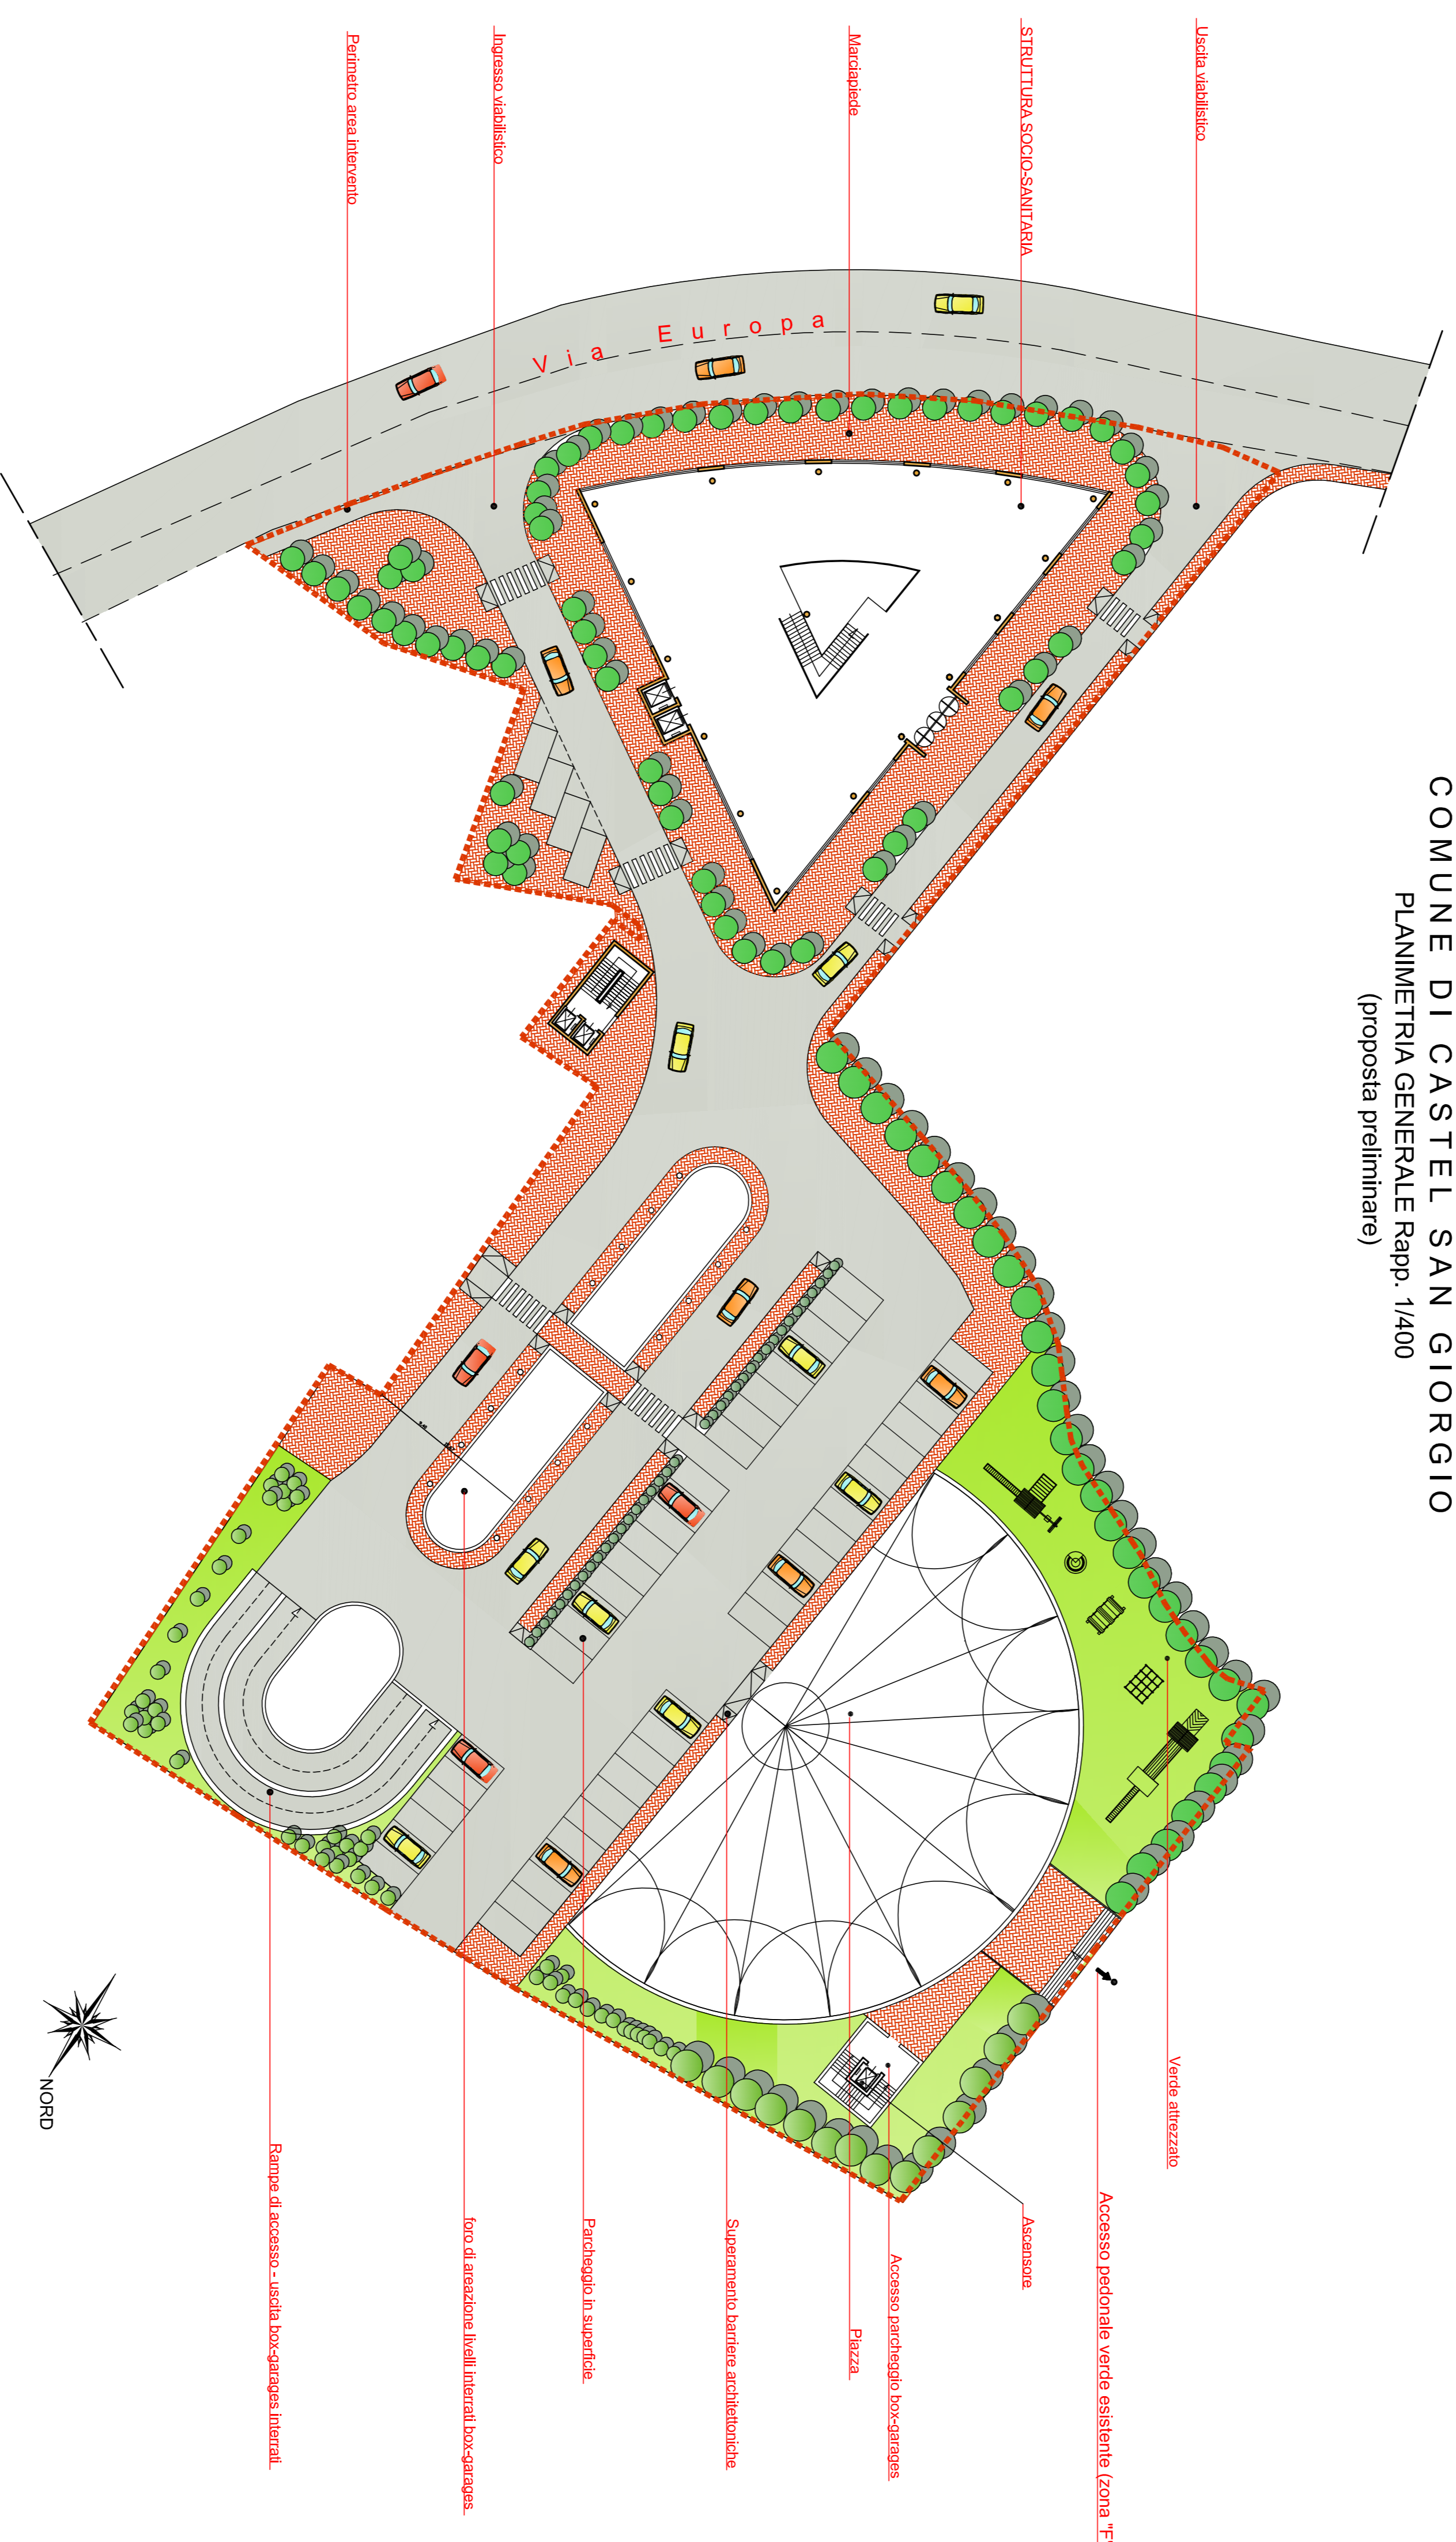 COMUNE DI CASTEL SAN GIORGIO
PLANIMETRIA GENERALE Rapp. 1/400
(proposta preliminare)
Uscita viabilistico
STRUTTURA SOCIO-SANITARIA
Marciapiede
Ingresso viabilistico
Perimetro area intervento
Via Europa
Verde attrezzato
Accesso pedonale verde esistente (zona "F"
Ascensore
Accesso parcheggio box-garages
Piazza
Superamento barriere architettoniche
Parcheggio in superficie
foro di areazione livelli interrati box-garages
Rampe di accesso - uscita box-garages interrati
NORD